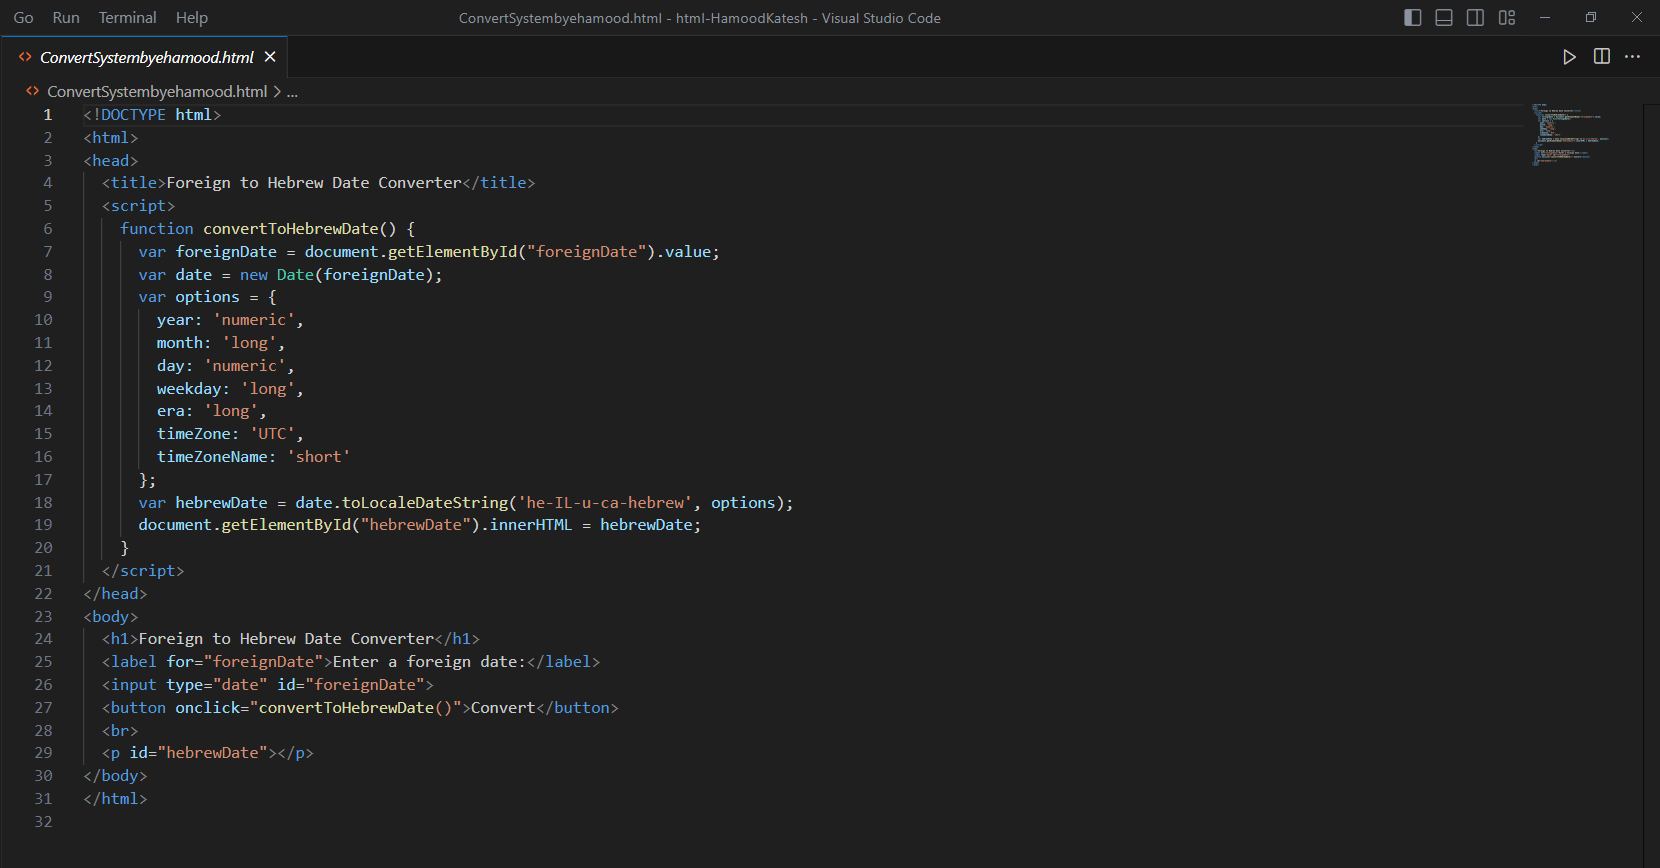 Go Run Terminal Help ConvertSystembyehamood.html - html-HamoodKatesh - Visual Studio Code
ConvertSystembyehamood.html
ConvertSystembyehamood.html > ...
1 <!DOCTYPE html>
2 <html>
3 <head>
4 <title>Foreign to Hebrew Date Converter</title>
5 <script>
6 function convertToHebrewDate() {
7 var foreignDate = document.getElementById("foreignDate").value;
8 var date = new Date(foreignDate);
9 var options = {
10 year: 'numeric',
11 month: 'long',
12 day: 'numeric',
13 weekday: 'long',
14 era: 'long',
15 timeZone: 'UTC',
16 timeZoneName: 'short'
17 };
18 var hebrewDate = date.toLocaleDateString('he-IL-u-ca-hebrew', options);
19 document.getElementById("hebrewDate").innerHTML = hebrewDate;
20 }
21 </script>
22 </head>
23 <body>
24 <h1>Foreign to Hebrew Date Converter</h1>
25 <label for="foreignDate">Enter a foreign date:</label>
26 <input type="date" id="foreignDate">
27 <button onclick="convertToHebrewDate()">Convert</button>
28 <br>
29 <p id="hebrewDate"></p>
30 </body>
31 </html>
32